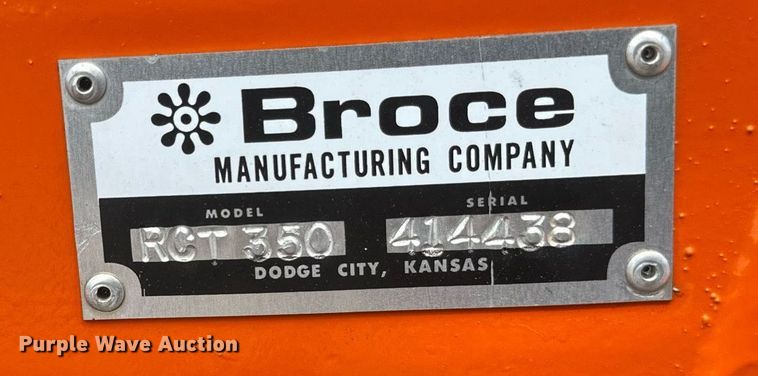 Broce
MANUFACTURING COMPANY
MODEL SERIAL
RCT 350 414438
DODGE CITY, KANSAS
Purple Wave Auction